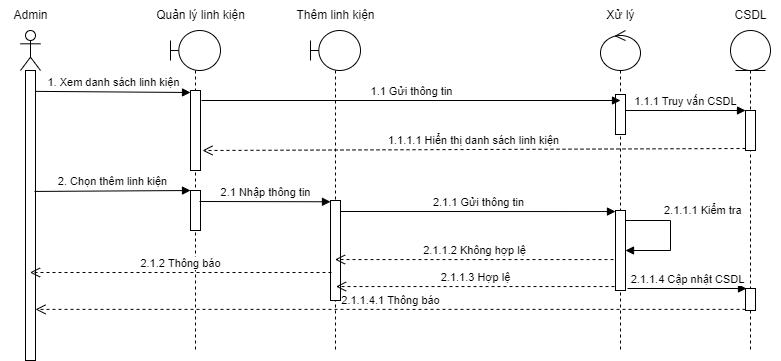 Admin
Quản lý linh kiện
Thêm linh kiện
Xử lý
CSDL
1. Xem danh sách linh kiện
1.1 Gửi thông tin
1.1.1 Truy vấn CSDL
1.1.1.1 Hiển thị danh sách linh kiện
2. Chọn thêm linh kiện
2.1 Nhập thông tin
2.1.1 Gửi thông tin
2.1.1.1 Kiểm tra
2.1.1.2 Không hợp lệ
2.1.2 Thông báo
2.1.1.3 Hợp lệ
2.1.1.4 Cập nhật CSDL
2.1.1.4.1 Thông báo